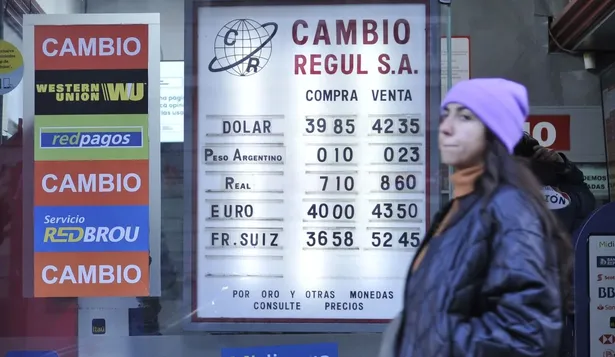 CAMBIO
WESTERN UNION WU
redpagos
CAMBIO
Servicio
REDBROU
CAMBIO
CR
CAMBIO
REGUL S.A.
COMPRA VENTA
DOLAR 39 85 42 35
PESO ARGENTINO 0 10 0 23
REAL 7 10 8 60
EURO 40 00 43 50
FR. SUIZ 36 58 52 45
POR ORO Y OTRAS MONEDAS
CONSULTE PRECIOS
Itaú
BBVA